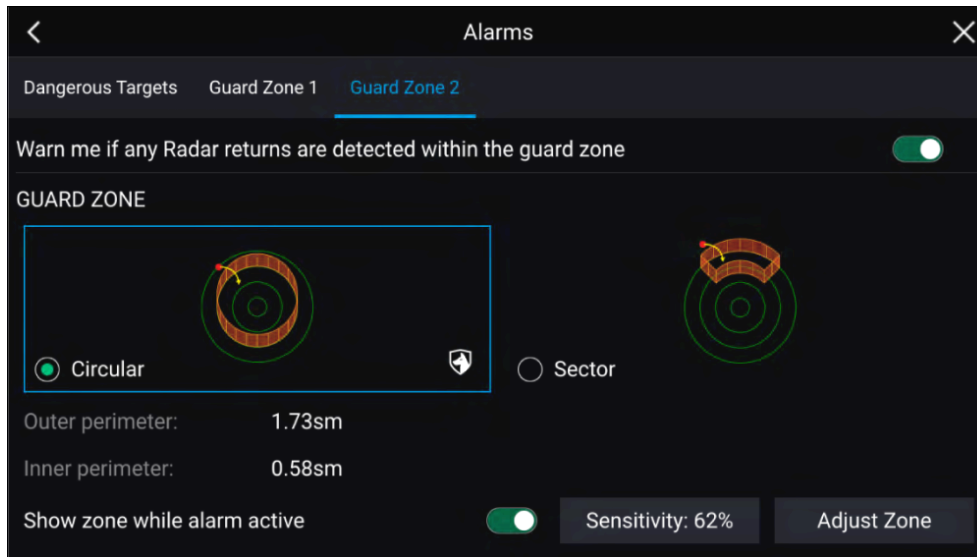 Alarms
Dangerous Targets Guard Zone 1 Guard Zone 2
Warn me if any Radar returns are detected within the guard zone
GUARD ZONE
Circular Sector
Outer perimeter: 1.73sm
Inner perimeter: 0.58sm
Show zone while alarm active Sensitivity: 62% Adjust Zone